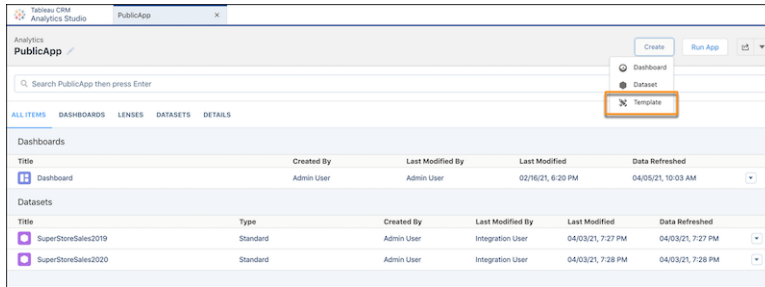 Tableau CRM
Analytics Studio
PublicApp ×
Analytics
PublicApp
Create Run App
Dashboard
Dataset
Template
Search PublicApp then press Enter
ALL ITEMS DASHBOARDS LENSES DATASETS DETAILS
Dashboards
Title Created By Last Modified By Last Modified Data Refreshed
Dashboard Admin User Admin User 02/16/21, 6:20 PM 04/05/21, 10:03 AM
Datasets
Title Type Created By Last Modified By Last Modified Data Refreshed
SuperStoreSales2019 Standard Admin User Integration User 04/03/21, 7:27 PM 04/03/21, 7:27 PM
SuperStoreSales2020 Standard Admin User Integration User 04/03/21, 7:28 PM 04/03/21, 7:28 PM